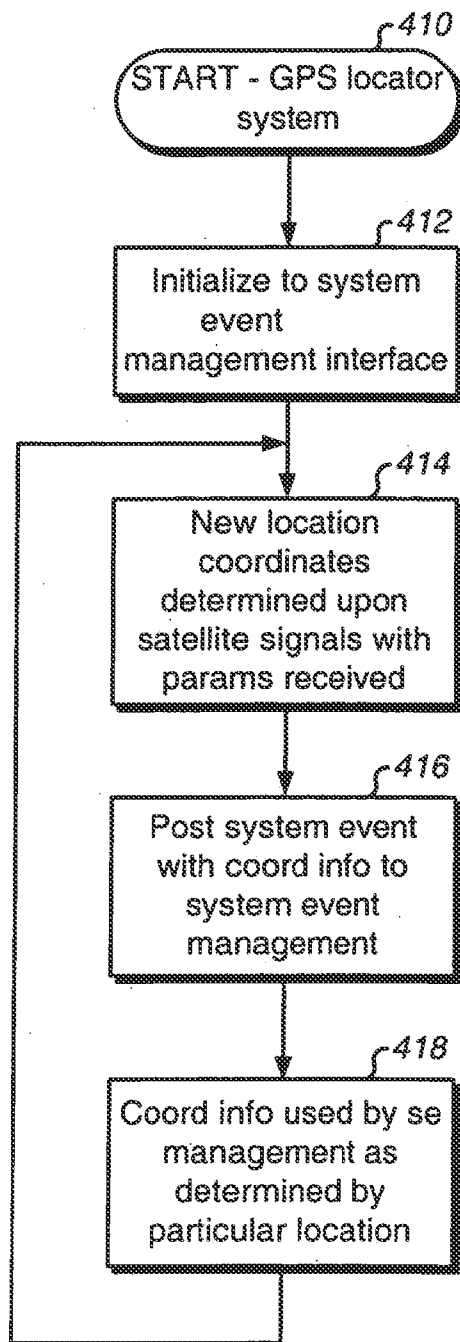 410
START - GPS locator
system
412
Initialize to system
event
management interface
414
New location
coordinates
determined upon
satellite signals with
params received
416
Post system event
with coord info to
system event
management
418
Coord info used by se
management as
determined by
particular location